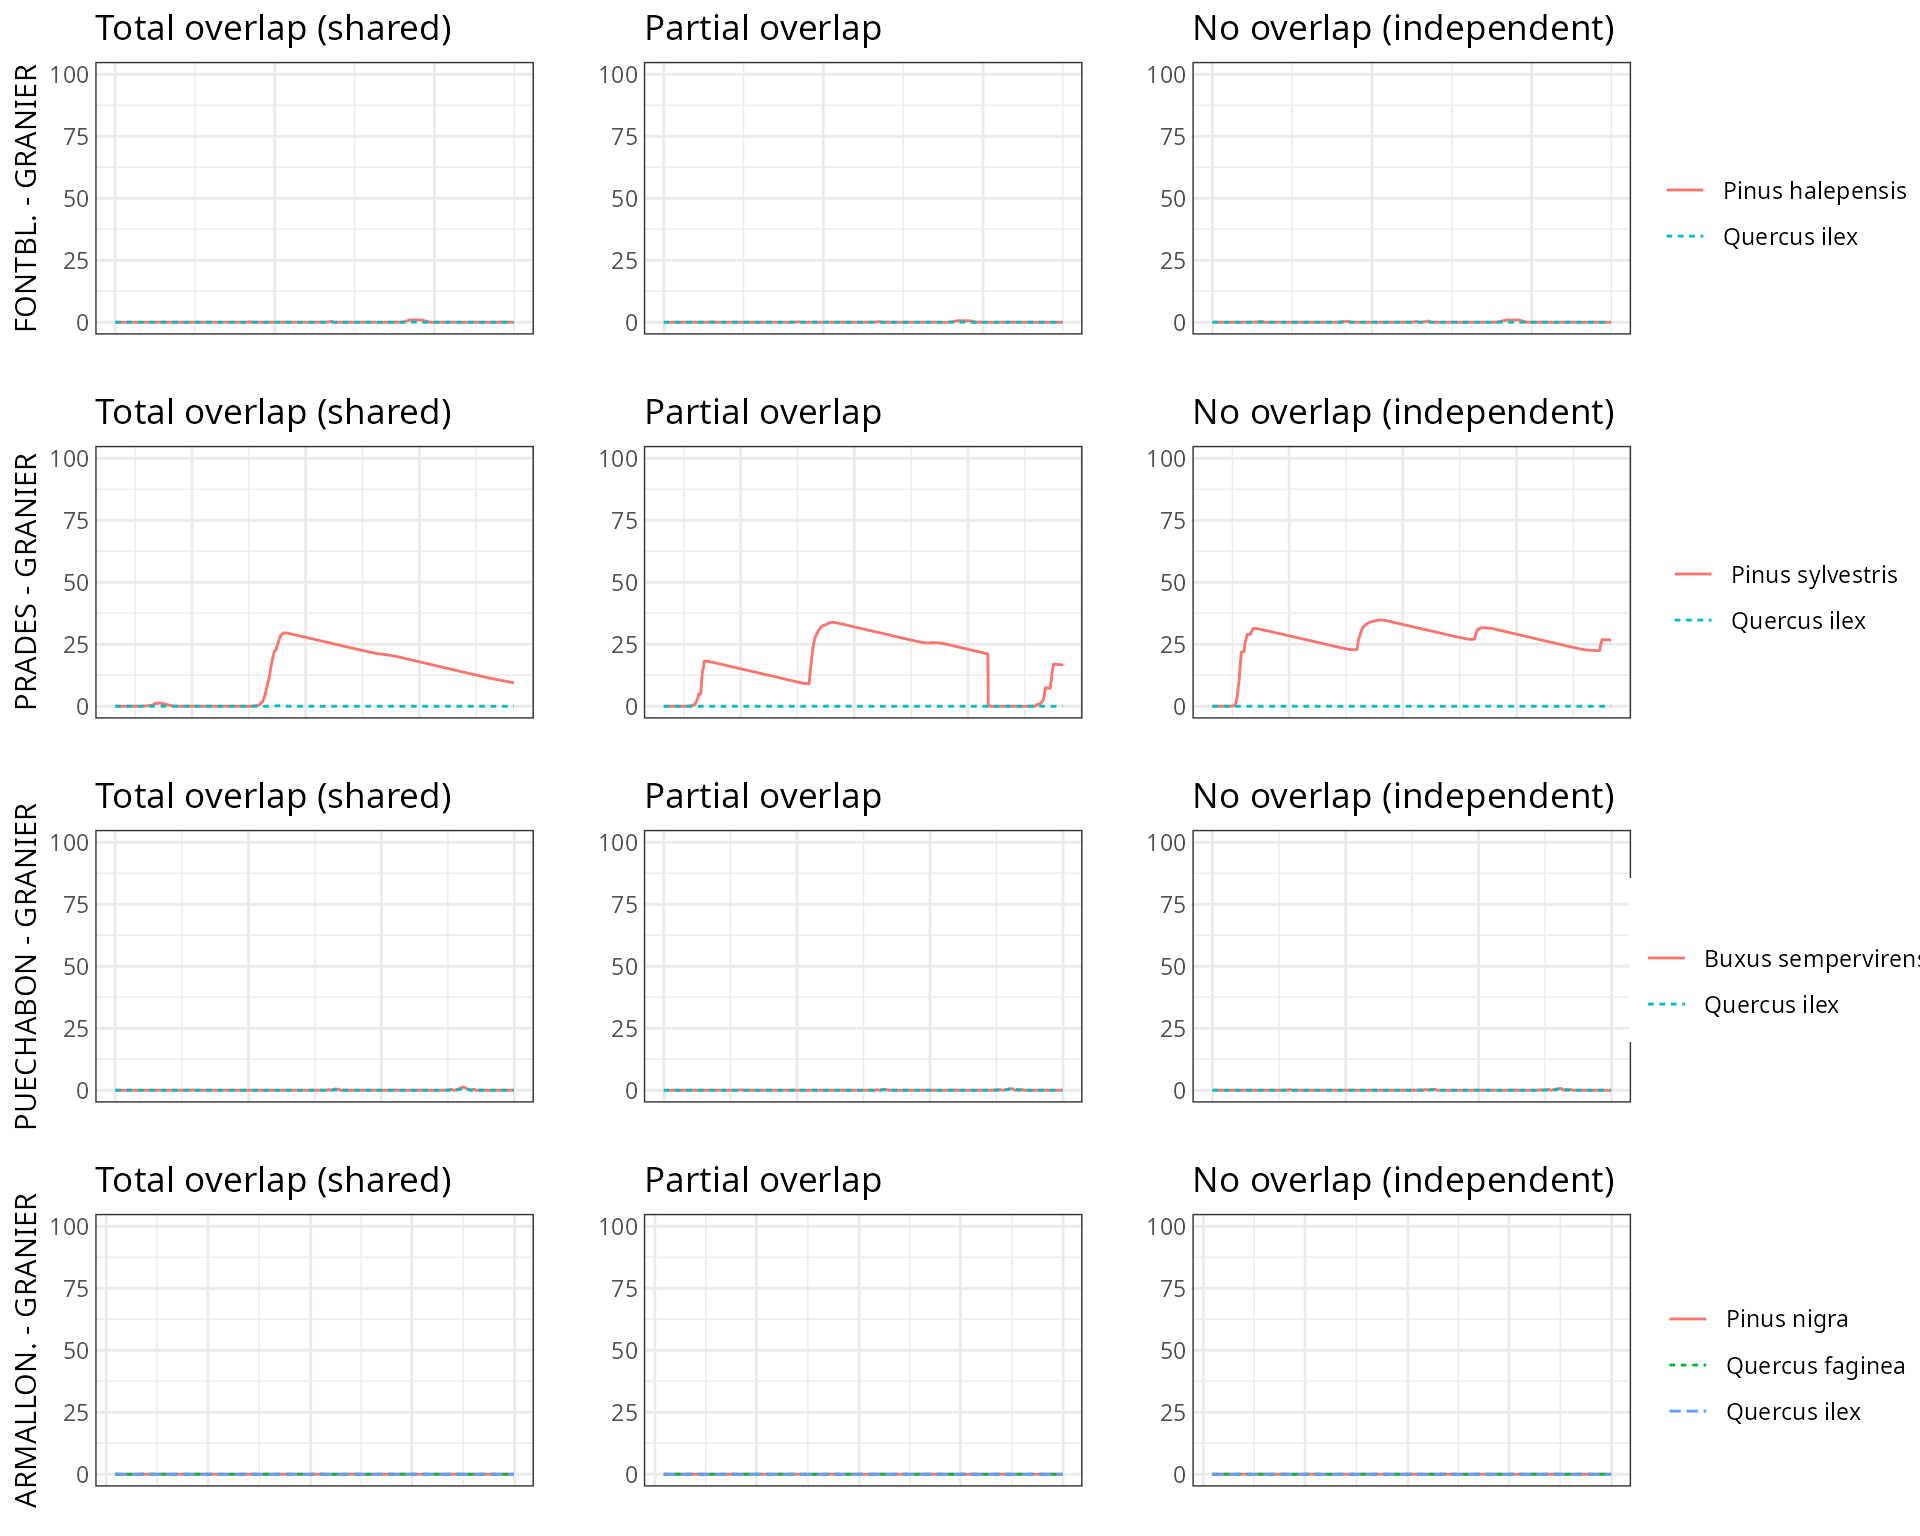 Total overlap (shared) Partial overlap No overlap (independent)
FONTBL. - GRANIER
100 100 100
75 75 75
50 50 50
25 25 25
0 0 0
Pinus halepensis
Quercus ilex
Total overlap (shared) Partial overlap No overlap (independent)
PRADES - GRANIER
100 100 100
75 75 75
50 50 50
25 25 25
0 0 0
Pinus sylvestris
Quercus ilex
Total overlap (shared) Partial overlap No overlap (independent)
PUECHABON - GRANIER
100 100 100
75 75 75
50 50 50
25 25 25
0 0 0
Buxus sempervirens
Quercus ilex
Total overlap (shared) Partial overlap No overlap (independent)
ARMALLON. - GRANIER
100 100 100
75 75 75
50 50 50
25 25 25
0 0 0
Pinus nigra
Quercus faginea
Quercus ilex